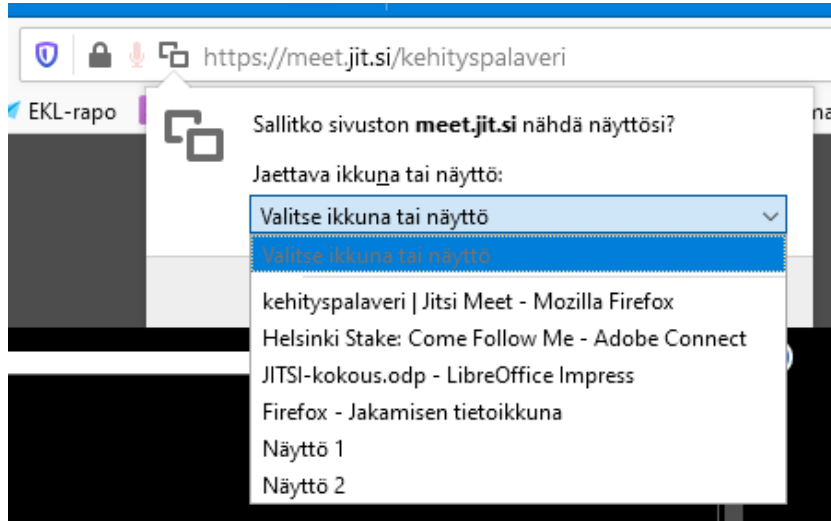 https://meet.jit.si/kehityspalaveri
EKL-rapo
Sallitko sivuston meet.jit.si nähdä näyttösi?
Jaettava ikkuna tai näyttö:
Valitse ikkuna tai näyttö
Valitse ikkuna tai näyttö
kehityspalaveri | Jitsi Meet - Mozilla Firefox
Helsinki Stake: Come Follow Me - Adobe Connect
JITSI-kokous.odp - LibreOffice Impress
Firefox - Jakamisen tietoikkuna
Näyttö 1
Näyttö 2